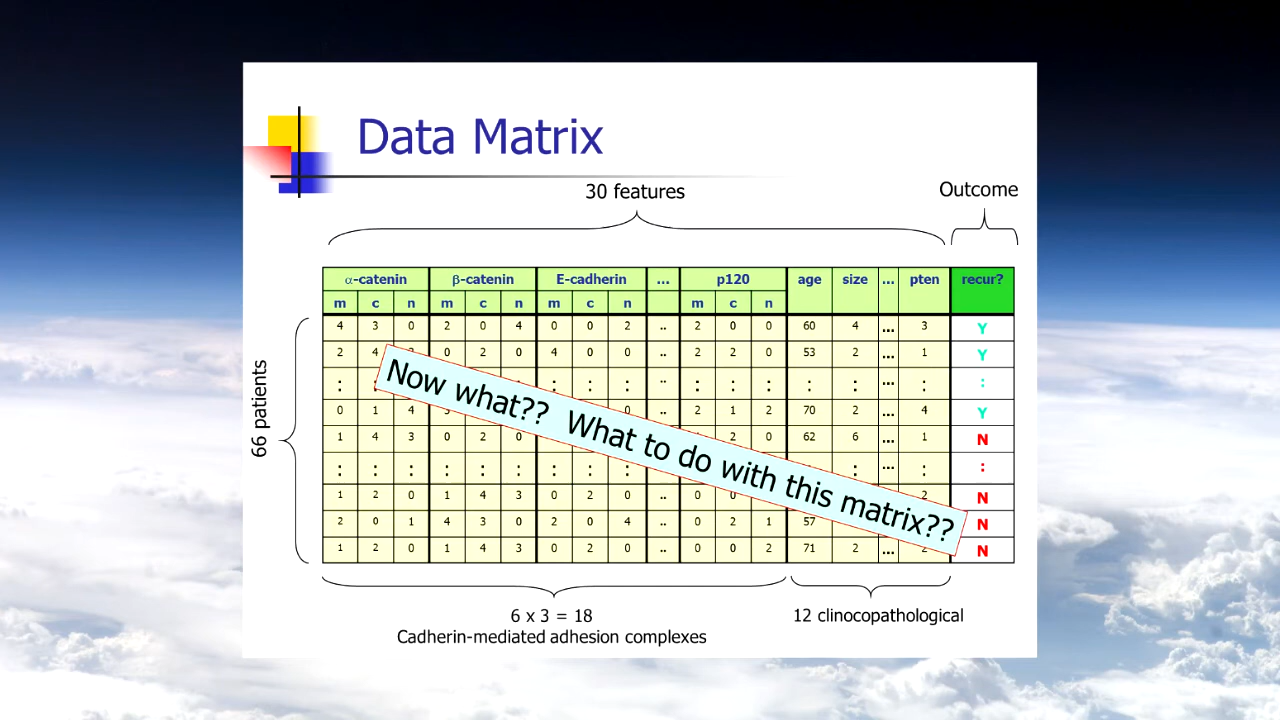 Data Matrix
30 features
Outcome
α-catenin β-catenin E-cadherin ... p120 age size ... pten recur?
m c n m c n m c n m c n
4 3 0 2 0 4 0 0 2 .. 2 0 0 60 4 ... 3 Y
2 4 0 2 0 4 0 0 .. 2 2 0 53 2 ... 1 Y
: : : : .. : : : : : ... : :
0 1 4 0 .. 2 1 2 70 2 ... 4 Y
1 4 3 0 2 0 2 0 62 6 ... 1 N
: : : : : : : : : : ... : :
1 2 0 1 4 3 0 2 0 .. 0 2 N
2 0 1 4 3 0 2 0 4 .. 0 2 1 57 N
1 2 0 1 4 3 0 2 0 .. 0 0 2 71 2 ... N
Now what?? What to do with this matrix??
66 patients
6 x 3 = 18
Cadherin-mediated adhesion complexes
12 clinocopathological